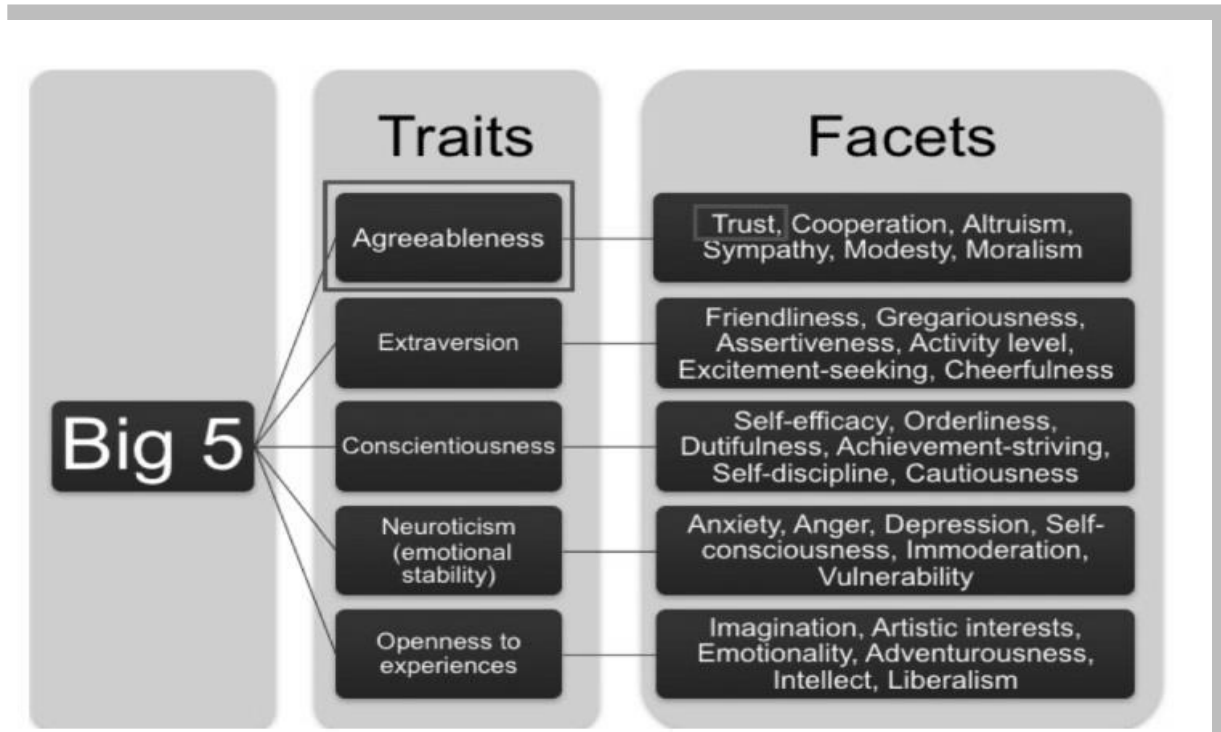 Traits
Facets
Big 5
Agreeableness
Trust, Cooperation, Altruism,
Sympathy, Modesty, Moralism
Extraversion
Friendliness, Gregariousness,
Assertiveness, Activity level,
Excitement-seeking, Cheerfulness
Conscientiousness
Self-efficacy, Orderliness,
Dutifulness, Achievement-striving,
Self-discipline, Cautiousness
Neuroticism
(emotional
stability)
Anxiety, Anger, Depression, Self-
consciousness, Immoderation,
Vulnerability
Openness to
experiences
Imagination, Artistic interests,
Emotionality, Adventurousness,
Intellect, Liberalism